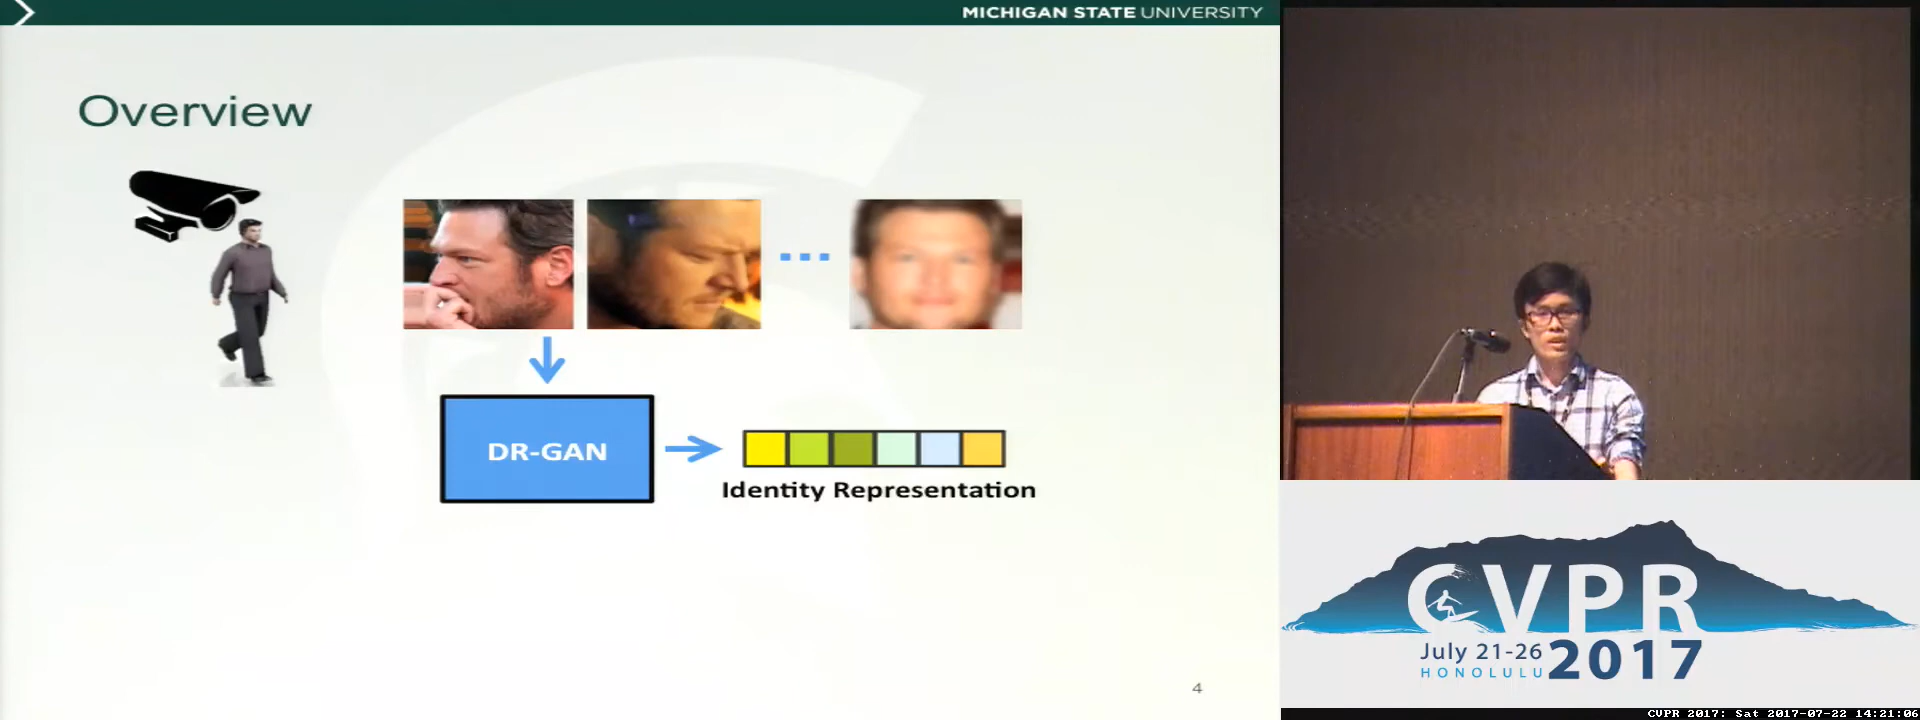 MICHIGAN STATE UNIVERSITY
Overview
DR-GAN
Identity Representation
4
CVPR
July 21-26
HONOLULU
2017
CVPR 2017: Sat 2017-07-22 14:21:06